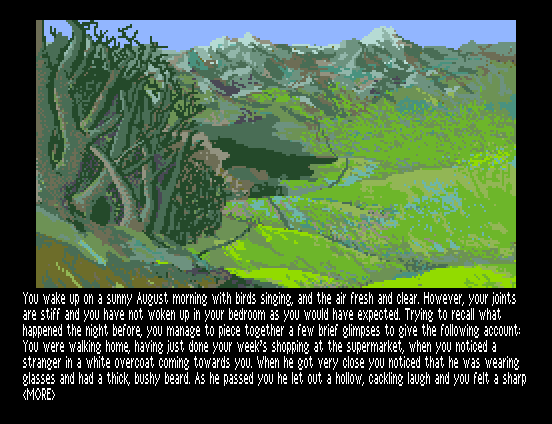 You wake up on a sunny August morning with birds singing, and the air fresh and clear. However, your joints
are stiff and you have not woken up in your bedroom as you would have expected. Trying to recall what
happened the night before, you manage to piece together a few brief glimpses to give the following account:
You were walking home, having just done your week's shopping at the supermarket, when you noticed a
stranger in a white overcoat coming towards you. When he got very close you noticed that he was wearing
glasses and had a thick, bushy beard. As he passed you he let out a hollow, cackling laugh and you felt a sharp
<MORE>